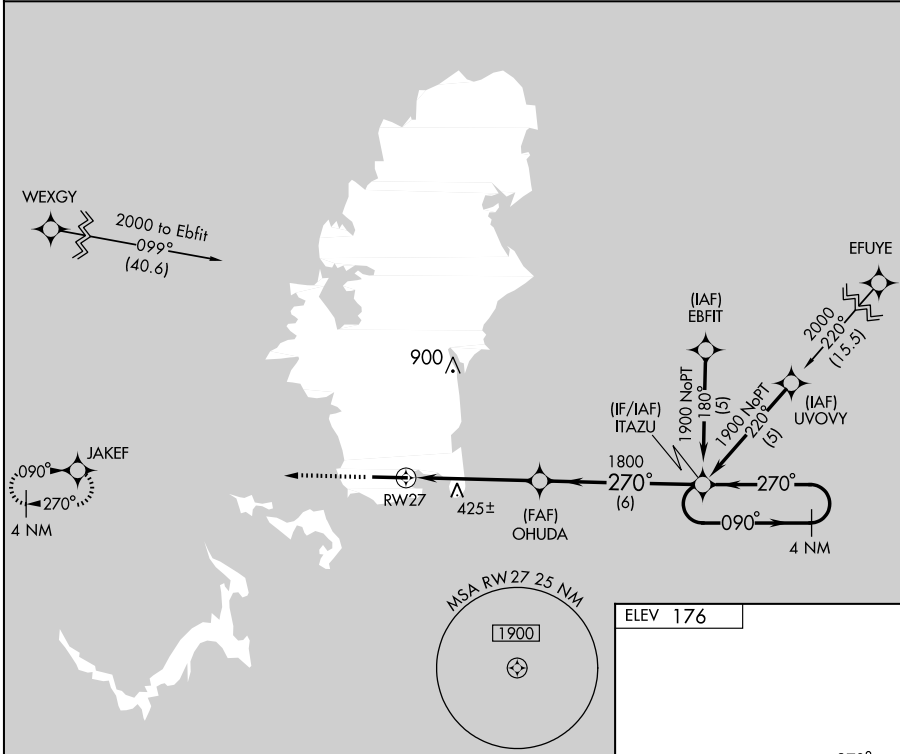 WEXGY
2000 to Ebfit
099°
(40.6)
EFUYE
2000
220°
(15.5)
(IAF)
EBFIT
900
1900 NoPT
180°
(5)
1900 NoPT
220°
(5)
(IAF)
UVOVY
(IF/IAF)
ITAZU
JAKEF
090°
270°
4 NM
RW27
425±
(FAF)
OHUDA
1800
270°
(6)
270°
090°
4 NM
MSA RW27 25 NM
1900
ELEV 176